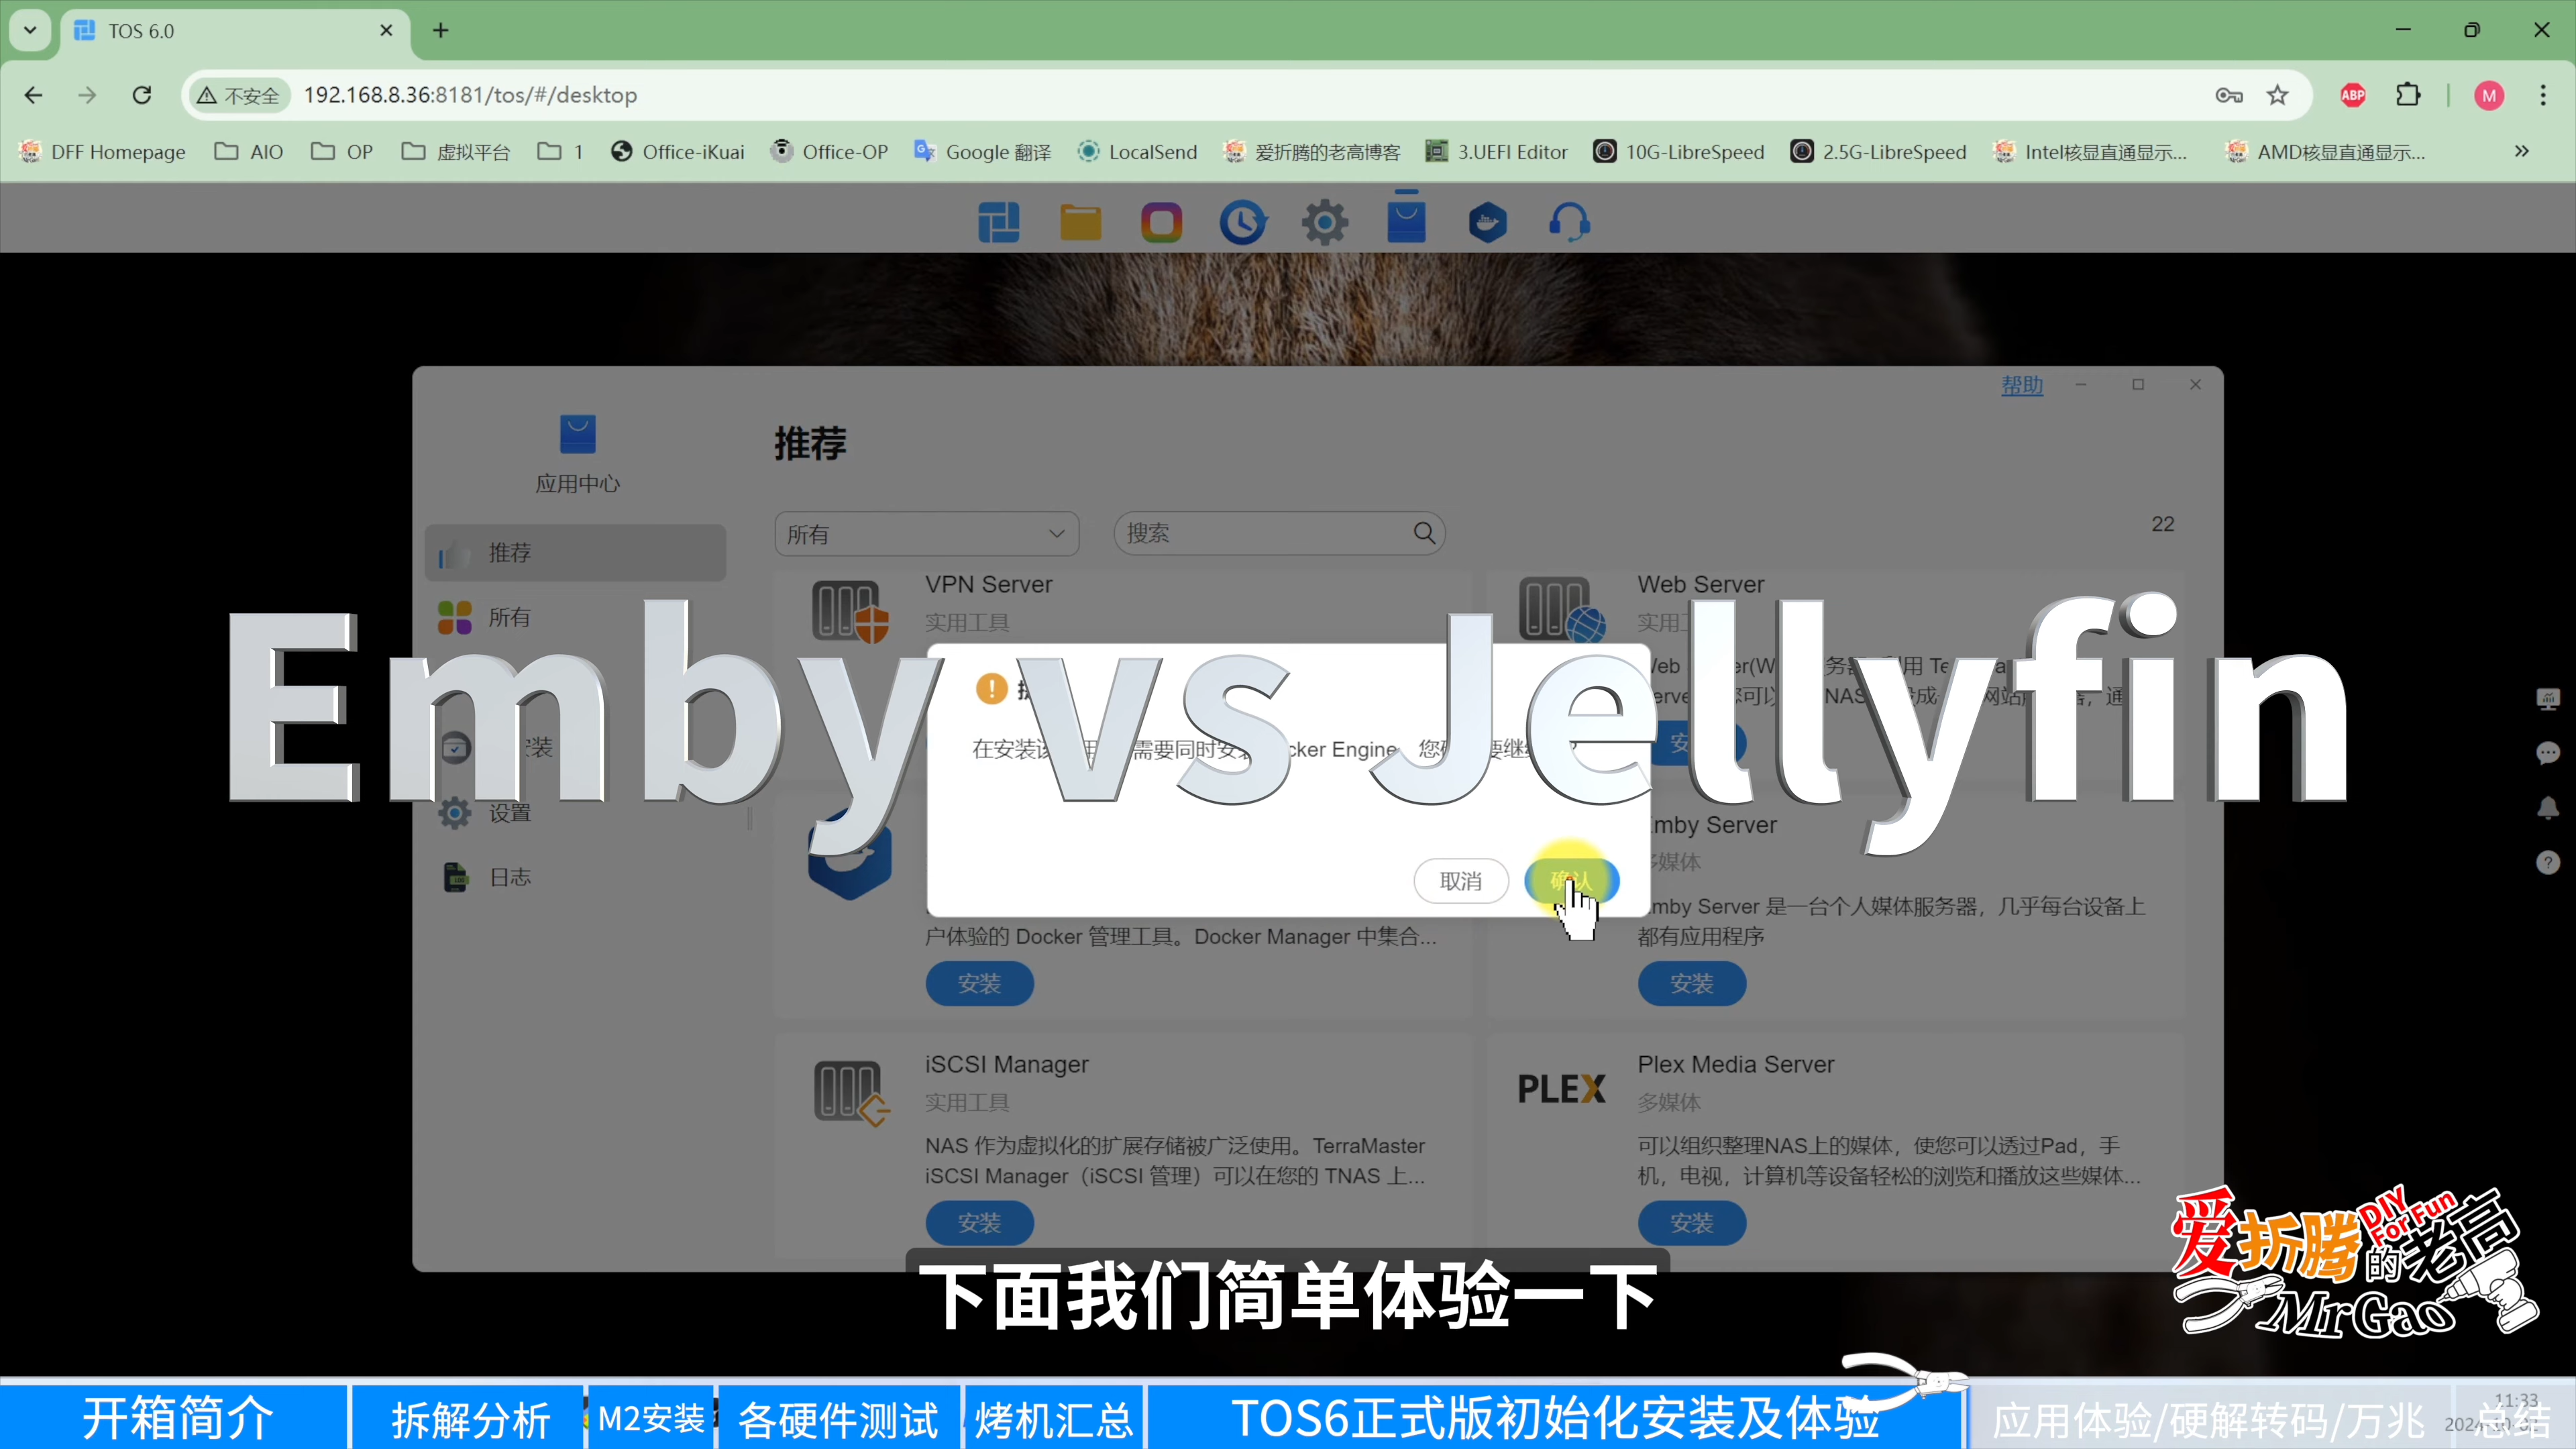 TOS 6.0
不安全
192.168.8.36:8181/tos/#/desktop
ABP
M
DFF Homepage
AIO
OP
虚拟平台
1
Office-iKuai
Office-OP
Google 翻译
LocalSend
爱折腾的老高博客
3.UEFI Editor
10G-LibreSpeed
2.5G-LibreSpeed
Intel核显直通显示...
AMD核显直通显示...
帮助
应用中心
推荐
所有
搜索
22
推荐
所有
设置
日志
VPN Server
实用工具
Web Server
Emby vs Jellyfin
取消
确认
户体验的 Docker 管理工具。Docker Manager 中集合...
安装
Emby Server
多媒体
Emby Server 是一台个人媒体服务器，几乎每台设备上
都有应用程序
安装
iSCSI Manager
实用工具
NAS 作为虚拟化的扩展存储被广泛使用。TerraMaster
iSCSI Manager（iSCSI 管理）可以在您的 TNAS 上...
安装
PLEX
Plex Media Server
多媒体
可以组织整理NAS上的媒体，使您可以透过Pad，手
机，电视，计算机等设备轻松的浏览和播放这些媒体...
安装
下面我们简单体验一下
爱折腾的老高
DIY
For Fun
MrGao
开箱简介
拆解分析
M2安装
各硬件测试
烤机汇总
TOS6正式版初始化安装及体验
应用体验/硬解转码/万兆
总结
11:33